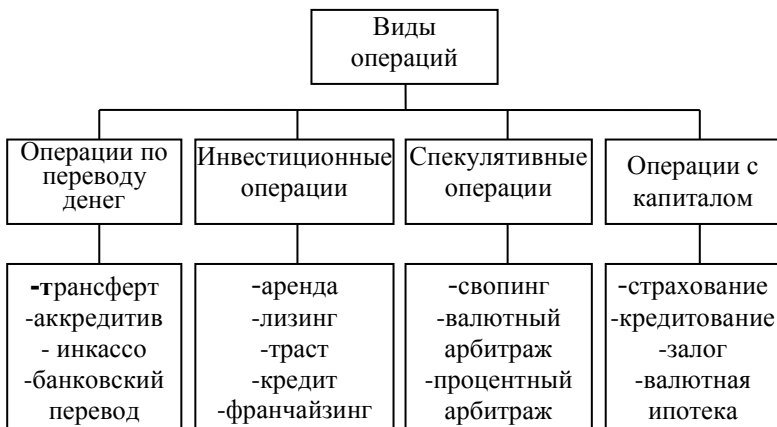 Виды
операций
Операции по
переводу
денег
Инвестиционные
операции
Спекулятивные
операции
Операции с
капиталом
-трансферт
-аккредитив
- инкассо
-банковский
перевод
-аренда
-лизинг
-траст
-кредит
-франчайзинг
-свопинг
-валютный
арбитраж
-процентный
арбитраж
-страхование
-кредитование
-залог
-валютная
ипотека